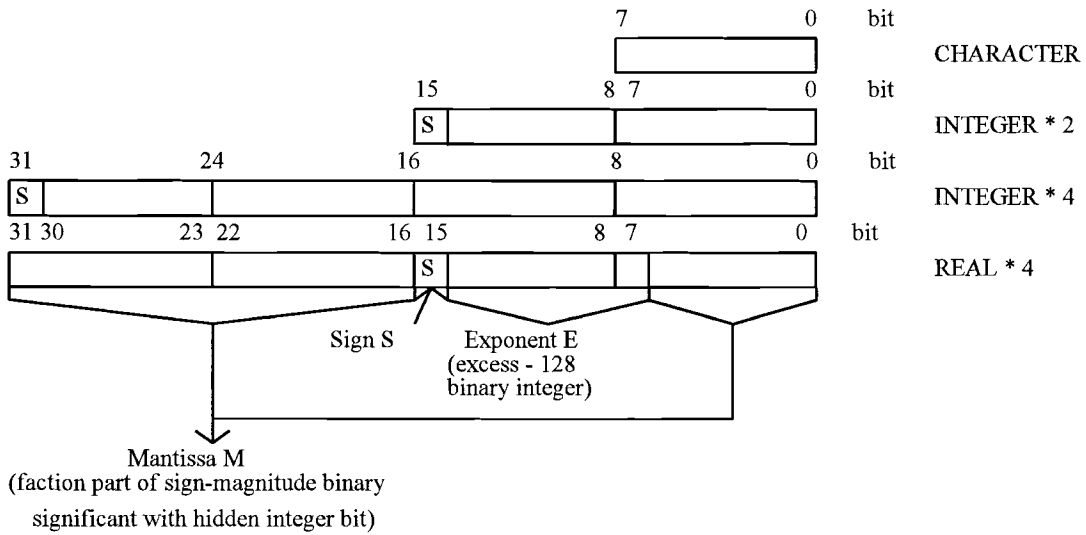 7 0 bit
CHARACTER
15 8 7 0 bit
S INTEGER * 2
31 24 16 8 0 bit
S INTEGER * 4
31 30 23 22 16 15 8 7 0 bit
S REAL * 4
Sign S Exponent E
(excess - 128
binary integer)
Mantissa M
(faction part of sign-magnitude binary
significant with hidden integer bit)